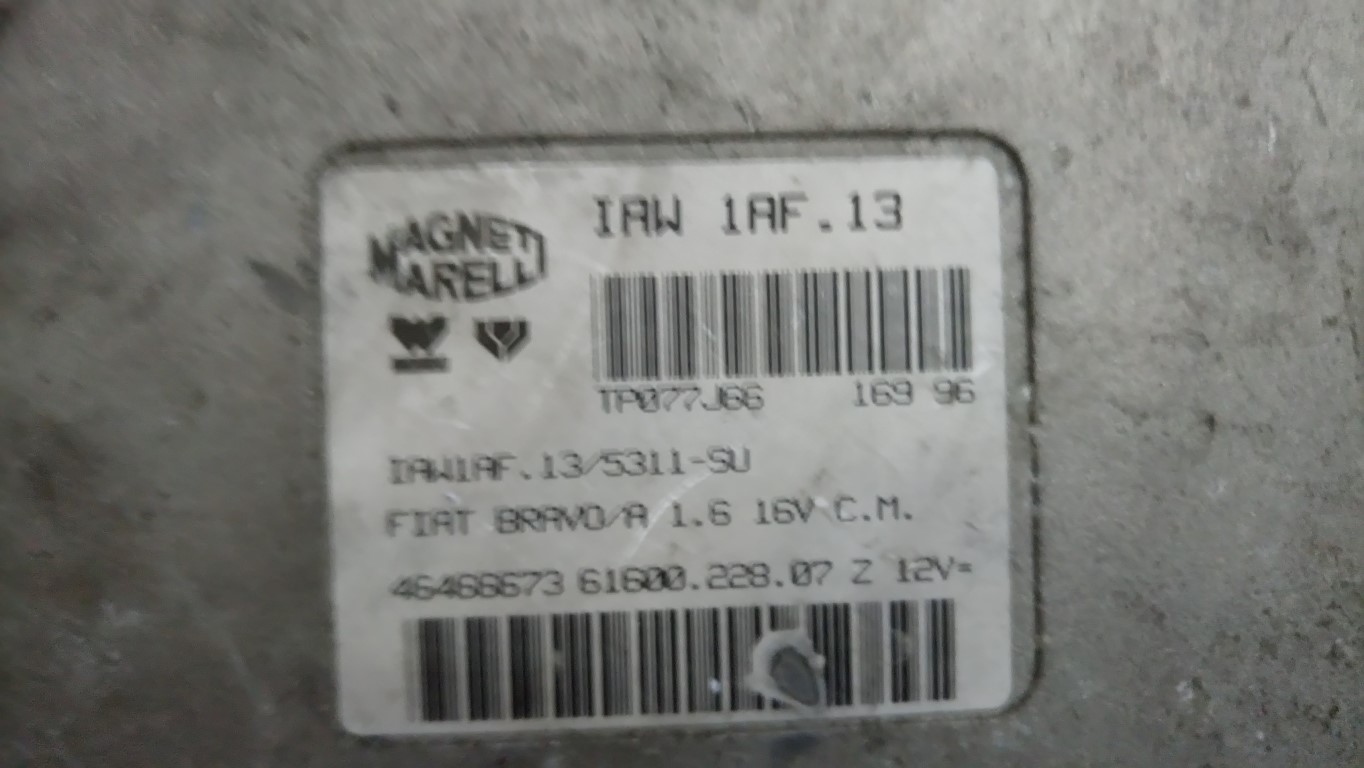 MAGNETI
MARELLI
IAW 1AF.13
TP077J66 169 96
IAW1AF.13/5311-SU
FIAT BRAVO/A 1.6 16V C.M.
46466673 61600.228.07 Z 12V=